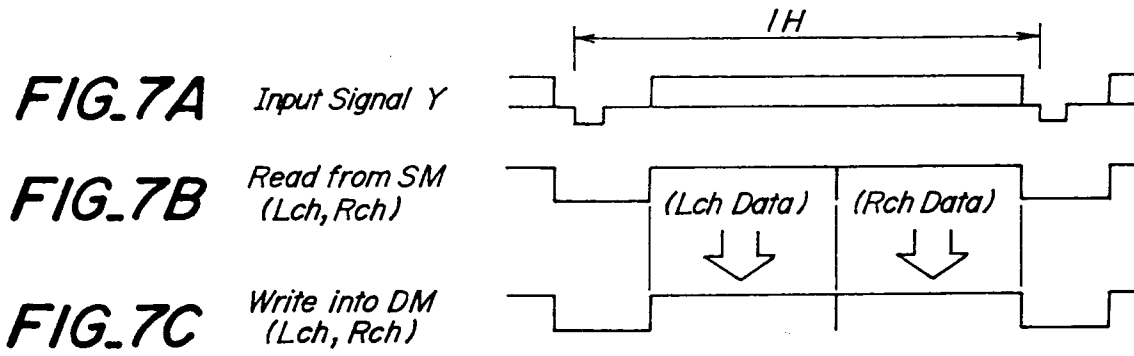 1H
FIG_7A Input Signal Y
FIG_7B Read from SM
(Lch, Rch)
(Lch Data) (Rch Data)
FIG_7C Write into DM
(Lch, Rch)